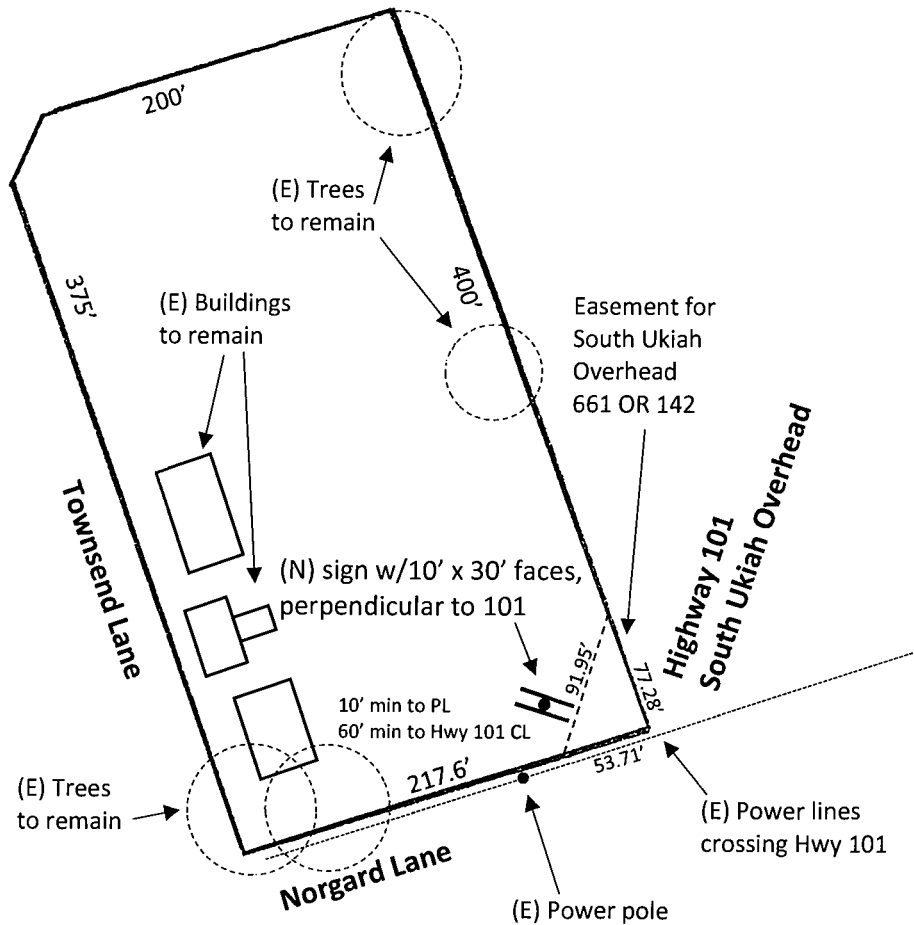 200'
(E) Trees
to remain
375'
400'
(E) Buildings
to remain
Easement for
South Ukiah
Overhead
661 OR 142
Townsend Lane
Highway 101
South Ukiah Overhead
(N) sign w/10' x 30' faces,
perpendicular to 101
91.95'
77.28'
10' min to PL
60' min to Hwy 101 CL
217.6'
53.71'
(E) Trees
to remain
(E) Power lines
crossing Hwy 101
Norgard Lane
(E) Power pole